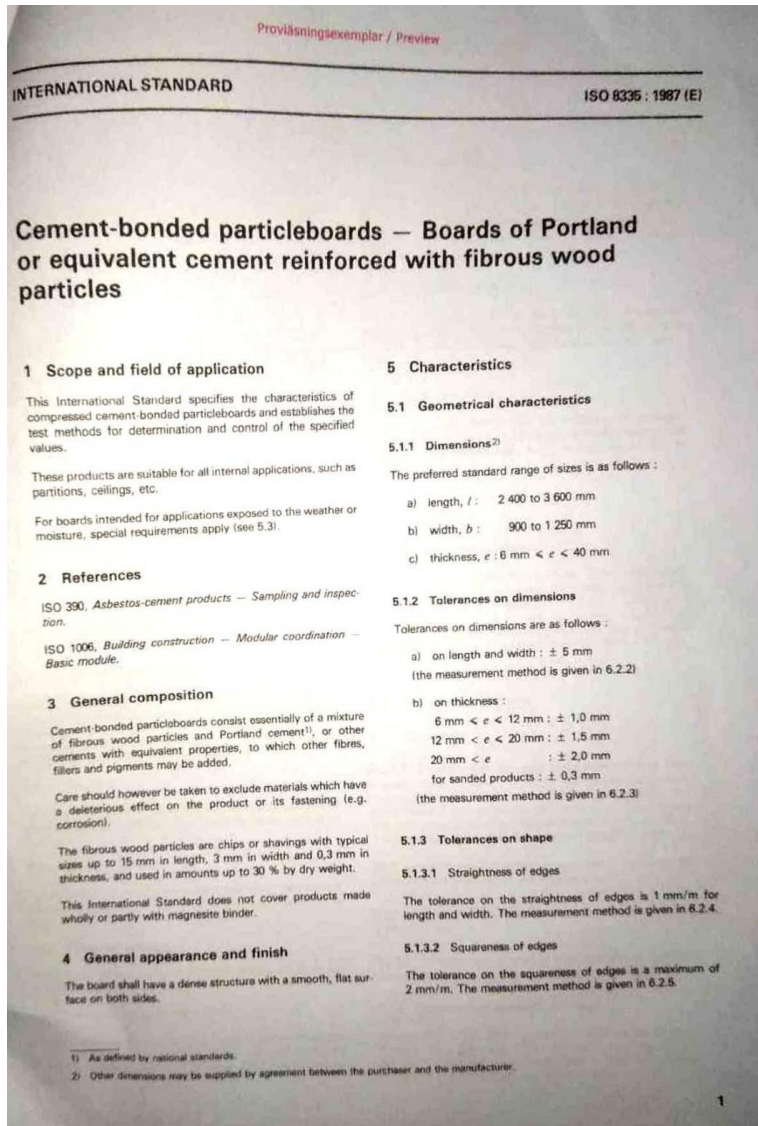 Provläsningsexemplar / Preview
INTERNATIONAL STANDARD
ISO 8335 : 1987 (E)
Cement-bonded particleboards — Boards of Portland
or equivalent cement reinforced with fibrous wood
particles
1 Scope and field of application
This International Standard specifies the characteristics of
compressed cement-bonded particleboards and establishes the
test methods for determination and control of the specified
values.
These products are suitable for all internal applications, such as
partitions, ceilings, etc.
For boards intended for applications exposed to the weather or
moisture, special requirements apply (see 5.3).
2 References
ISO 390, Asbestos-cement products — Sampling and inspec-
tion.
ISO 1006, Building construction — Modular coordination —
Basic module.
3 General composition
Cement-bonded particleboards consist essentially of a mixture
of fibrous wood particles and Portland cement1), or other
cements with equivalent properties, to which other fibres,
fillers and pigments may be added.
Care should however be taken to exclude materials which have
a deleterious effect on the product or its fastening (e.g.
corrosion).
The fibrous wood particles are chips or shavings with typical
sizes up to 15 mm in length, 3 mm in width and 0,3 mm in
thickness, and used in amounts up to 30 % by dry weight.
This International Standard does not cover products made
wholly or partly with magnesite binder.
4 General appearance and finish
The board shall have a dense structure with a smooth, flat sur-
face on both sides.
5 Characteristics
5.1 Geometrical characteristics
5.1.1 Dimensions2)
The preferred standard range of sizes is as follows :
a) length, l : 2 400 to 3 600 mm
b) width, b : 900 to 1 250 mm
c) thickness, e : 6 mm < e < 40 mm
5.1.2 Tolerances on dimensions
Tolerances on dimensions are as follows :
a) on length and width : ± 5 mm
(the measurement method is given in 6.2.2)
b) on thickness :
6 mm < e < 12 mm : ± 1,0 mm
12 mm < e < 20 mm : ± 1,5 mm
20 mm < e : ± 2,0 mm
for sanded products : ± 0,3 mm
(the measurement method is given in 6.2.3)
5.1.3 Tolerances on shape
5.1.3.1 Straightness of edges
The tolerance on the straightness of edges is 1 mm/m for
length and width. The measurement method is given in 6.2.4.
5.1.3.2 Squareness of edges
The tolerance on the squareness of edges is a maximum of
2 mm/m. The measurement method is given in 6.2.5.
1) As defined by national standards.
2) Other dimensions may be supplied by agreement between the purchaser and the manufacturer.
1